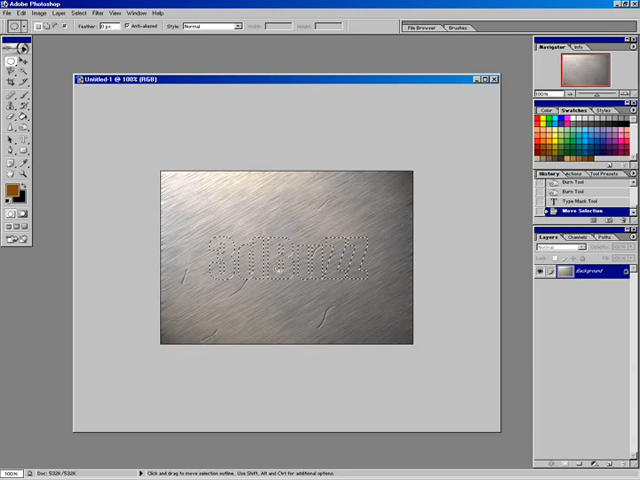 Adobe Photoshop
File Edit Image Layer Select Filter View Window Help
Feather: 0 px Anti-aliased Style: Normal Width: Height: File Browser Brushes
Untitled-1 @ 100% (RGB)
Navigator Info
100%
Color Swatches Styles
History Actions Tool Presets
Burn Tool
Burn Tool
Type Mask Tool
Move Selection
Layers Channels Paths
Normal Opacity:
Lock: Fill:
Background
100% Doc: 532K/532K Click and drag to move selection outline. Use Shift, Alt and Ctrl for additional options.